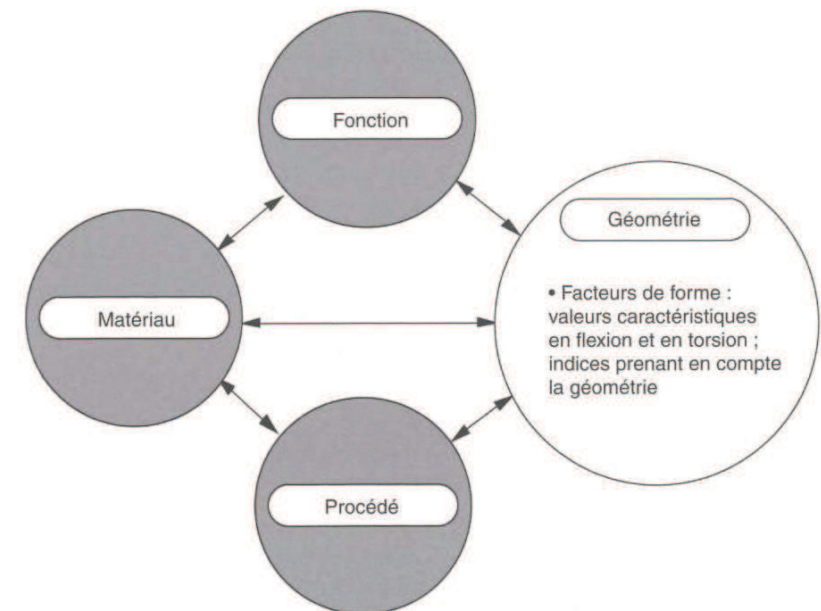 Fonction
Géométrie
• Facteurs de forme :
valeurs caractéristiques
en flexion et en torsion ;
indices prenant en compte
la géométrie
Matériau
Procédé